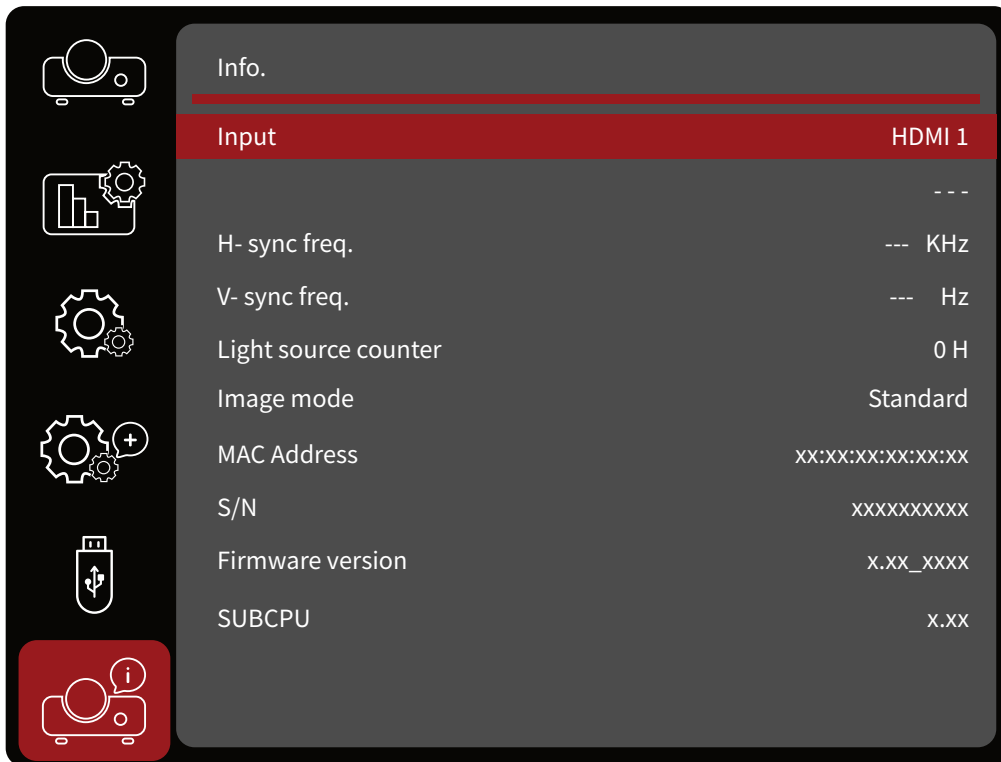 Info.
Input HDMI 1
- - -
H- sync freq. --- KHz
V- sync freq. --- Hz
Light source counter 0 H
Image mode Standard
MAC Address xx:xx:xx:xx:xx:xx
S/N xxxxxxxxxx
Firmware version x.xx_xxxx
SUBCPU x.xx